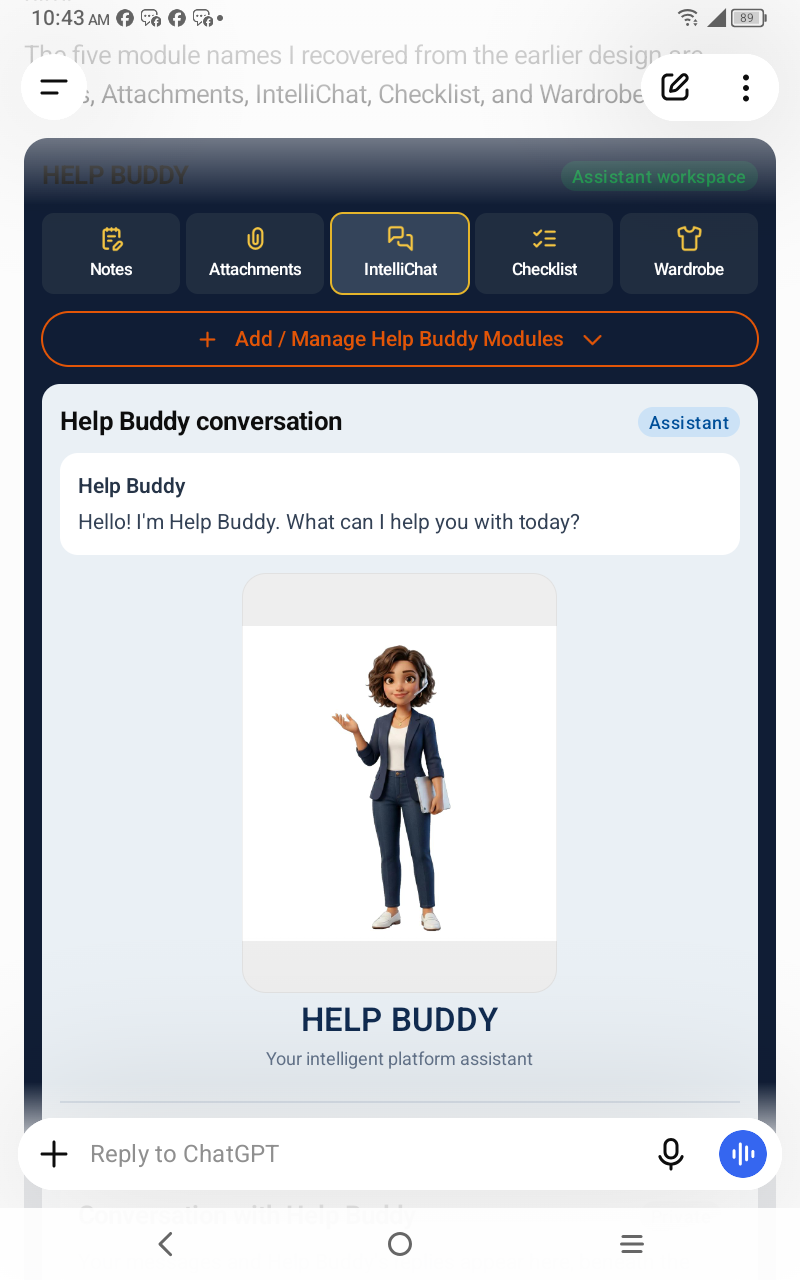 10:43 AM
89
The five module names I recovered from the earlier design are
Attachments, IntelliChat, Checklist, and Wardrobe
HELP BUDDY
Assistant workspace
Notes
Attachments
IntelliChat
Checklist
Wardrobe
+ Add / Manage Help Buddy Modules
Help Buddy conversation
Assistant
Help Buddy
Hello! I'm Help Buddy. What can I help you with today?
HELP BUDDY
Your intelligent platform assistant
Reply to ChatGPT
Conversation with Help Buddy